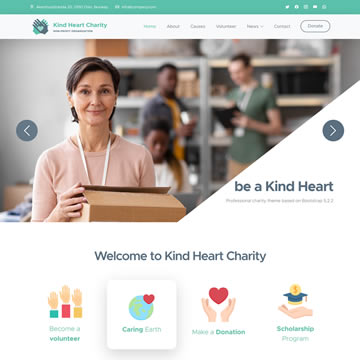 Akershusstranda 20, 0150 Oslo, Norway info@company.com
Kind Heart Charity
NON-PROFIT ORGANIZATION
Home About Causes Volunteer News Contact Donate
be a Kind Heart
Professional charity theme based on Bootstrap 5.2.2
Welcome to Kind Heart Charity
Become a
volunteer
Caring Earth
Make a Donation
Scholarship
Program